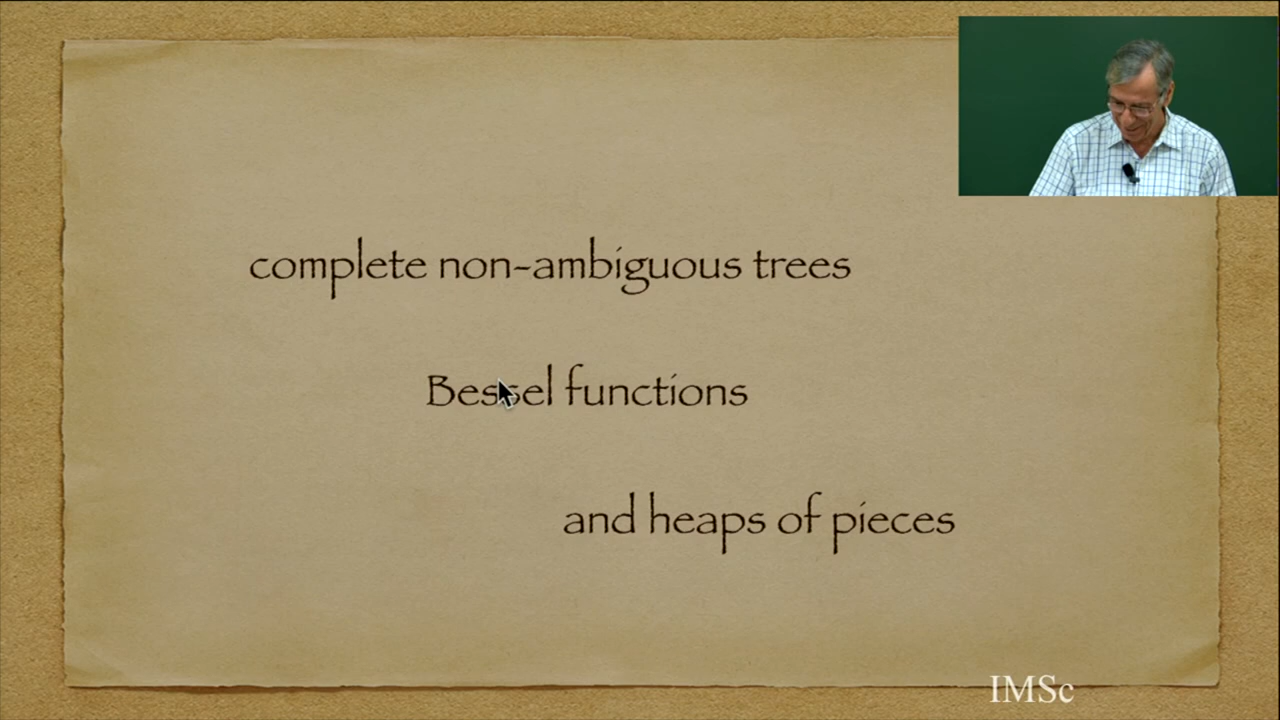 complete non-ambiguous trees
Bessel functions
and heaps of pieces
IMSc